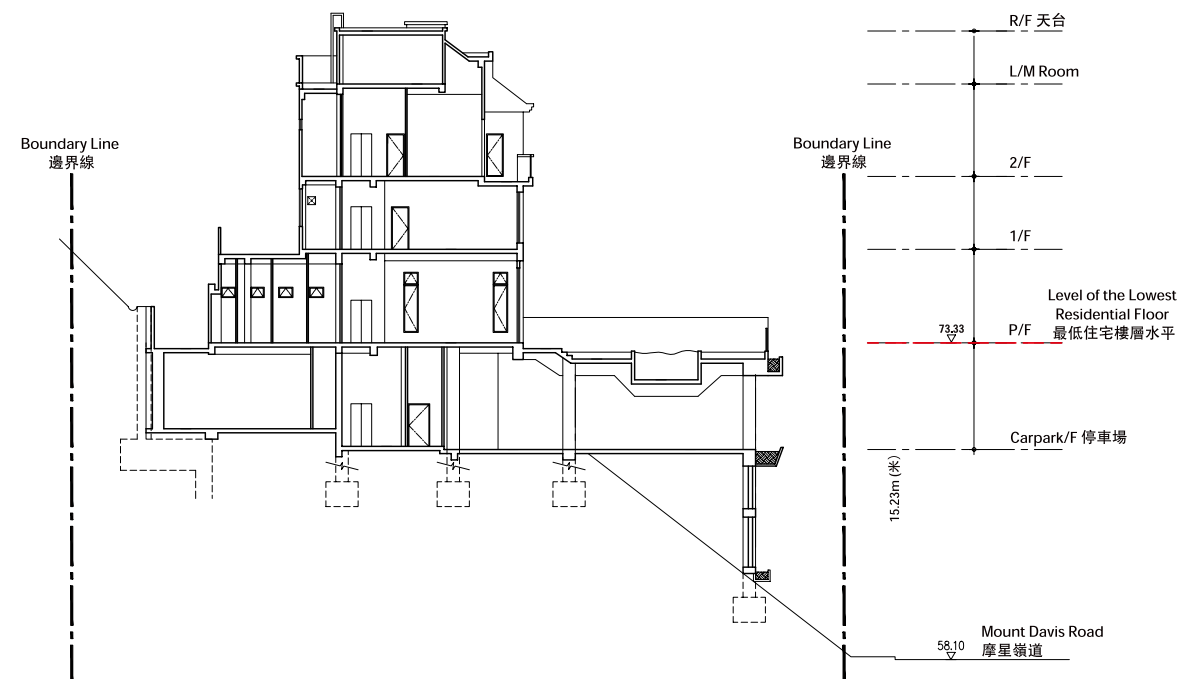 R/F 天台
L/M Room
Boundary Line
邊界線
Boundary Line
邊界線
2/F
1/F
Level of the Lowest
Residential Floor
最低住宅樓層水平
73.33
P/F
Carpark/F 停車場
15.23m (米)
Mount Davis Road
摩星嶺道
58.10